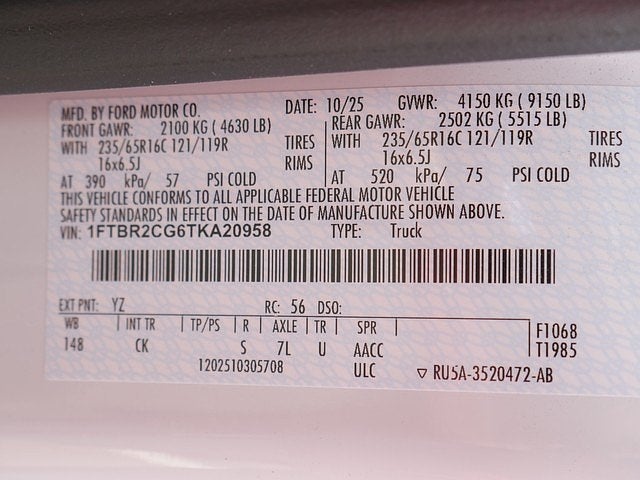 MFD. BY FORD MOTOR CO. DATE: 10/25 GVWR: 4150 KG ( 9150 LB)
FRONT GAWR: 2100 KG ( 4630 LB) REAR GAWR: 2502 KG ( 5515 LB)
WITH 235/65R16C 121/119R TIRES WITH 235/65R16C 121/119R TIRES
16x6.5J RIMS 16x6.5J RIMS
AT 390 kPa/ 57 PSI COLD AT 520 kPa/ 75 PSI COLD
THIS VEHICLE CONFORMS TO ALL APPLICABLE FEDERAL MOTOR VEHICLE
SAFETY STANDARDS IN EFFECT ON THE DATE OF MANUFACTURE SHOWN ABOVE.
VIN: 1FTBR2CG6TKA20958 TYPE: Truck
EXT PNT: YZ RC: 56 DSO:
WB INT TR TP/PS R AXLE TR SPR F1068
148 CK S 7L U AACC T1985
1202510305708 ULC ▽ RU5A-3520472-AB